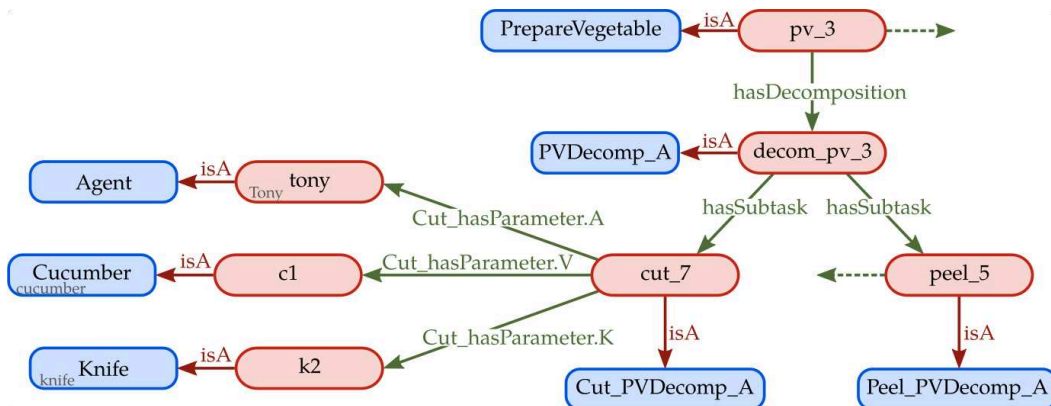 PrepareVegetable
isA
pv_3
hasDecomposition
PVDecomp_A
isA
decom_pv_3
Agent
isA
tony
Tony
Cut_hasParameter.A
hasSubtask
hasSubtask
Cucumber
cucumber
isA
c1
Cut_hasParameter.V
cut_7
peel_5
Knife
knife
isA
k2
Cut_hasParameter.K
isA
isA
Cut_PVDecomp_A
Peel_PVDecomp_A